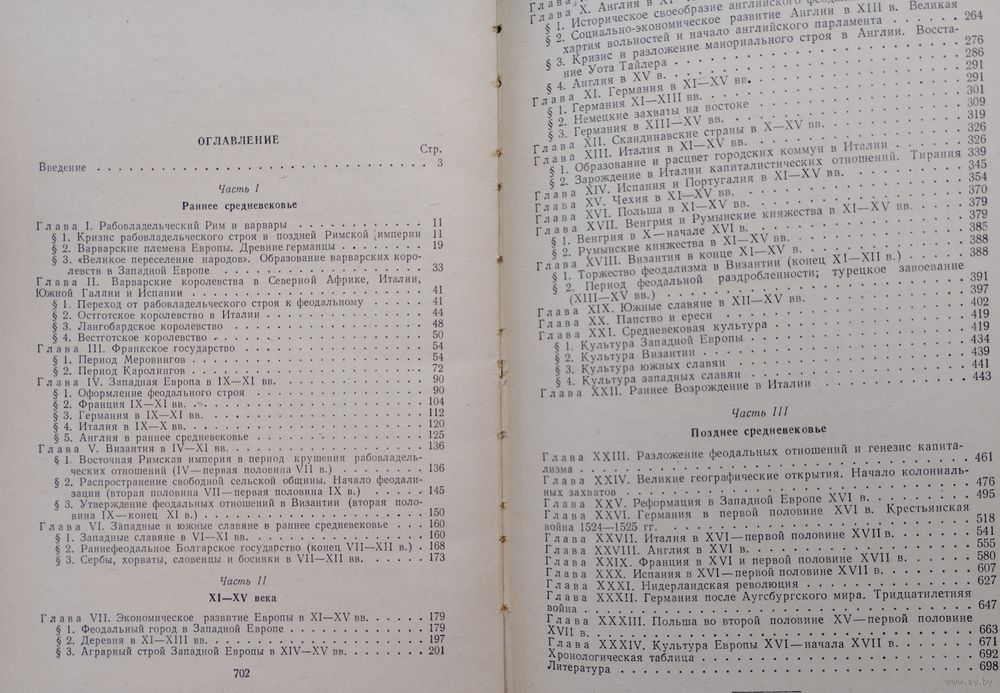 ОГЛАВЛЕНИЕ
Стр.
Введение . . . 3
Часть I
Раннее средневековье
Глава I. Рабовладельческий Рим и варвары . . . 11
§ 1. Кризис рабовладельческого строя в поздней Римской империи 11
§ 2. Варварские племена Европы. Древние германцы . . . 19
§ 3. «Великое переселение народов». Образование варварских коро-
левств в Западной Европе . . . 33
Глава II. Варварские королевства в Северной Африке, Италии,
Южной Галлии и Испании . . . 41
§ 1. Переход от рабовладельческого строя к феодальному . . . 41
§ 2. Остготское королевство в Италии . . . 44
§ 3. Лангобардское королевство . . . 48
§ 4. Вестготское королевство . . . 50
Глава III. Франкское государство . . . 54
§ 1. Период Меровингов . . . 54
§ 2. Период Каролингов . . . 72
Глава IV. Западная Европа в IX—XI вв. . . . 90
§ 1. Оформление феодального строя . . . 90
§ 2. Франция IX—XI вв. . . . 104
§ 3. Германия в IX—XI вв. . . . 112
§ 4. Италия в IX—X вв. . . . 120
§ 5. Англия в раннее средневековье . . . 125
Глава V. Византия в IV—XI вв. . . . 136
§ 1. Восточная Римская империя в период крушения рабовладель-
ческих отношений (IV—первая половина VII в.) . . . 136
§ 2. Распространение свободной сельской общины. Начало феодали-
зации (вторая половина VII—первая половина IX в.) . . . 145
§ 3. Утверждение феодальных отношений в Византии (вторая поло-
вина IX—конец XI в.) . . . 150
Глава VI. Западные и южные славяне в раннее средневековье . . . 160
§ 1. Западные славяне в VI—XI вв. . . . 160
§ 2. Раннефеодальное Болгарское государство (конец VII—XII в.) . 168
§ 3. Сербы, хорваты, словенцы и босняки в VII—XII вв. . . . 173
Часть II
XI—XV века
Глава VII. Экономическое развитие Европы в XI—XV вв. . . . 179
§ 1. Феодальный город в Западной Европе . . . 179
§ 2. Деревня в XI—XIII вв. . . . 197
§ 3. Аграрный строй Западной Европы в XIV—XV вв. . . . 201
702
Глава X. Англия в XI
§ 1. Историческое своеобразие английского
§ 2. Социально-экономическое развитие Англии в XIII в. Великая
хартия вольностей и начало английского парламента . . . 264
§ 3. Кризис и разложение манориального строя в Англии. Восста-
ние Уота Тайлера . . . 276
§ 4. Англия в XV в. . . . 286
Глава XI. Германия в XI—XV вв. . . . 291
§ 1. Германия XI—XIII вв. . . . 291
§ 2. Немецкие захваты на востоке . . . 301
§ 3. Германия в XIII—XV вв. . . . 309
Глава XII. Скандинавские страны в X—XV вв. . . . 319
Глава XIII. Италия в XI—XV вв. . . . 326
§ 1. Образование и расцвет городских коммун в Италии . . . 326
§ 2. Зарождение в Италии капиталистических отношений. Тирания 339
Глава XIV. Испания и Португалия в XI—XV вв. . . . 345
Глава XV. Чехия в XI—XV вв. . . . 354
Глава XVI. Польша в XI—XV вв. . . . 370
Глава XVII. Венгрия и Румынские княжества в XI—XV вв. . . . 379
§ 1. Венгрия в X—начале XVI в. . . . 379
§ 2. Румынские княжества в XI—XV вв. . . . 385
Глава XVIII. Византия в конце XI—XV в. . . . 388
§ 1. Торжество феодализма в Византии (конец XI—XII в.) . . . 388
§ 2. Период феодальной раздробленности; турецкое завоевание
(XIII—XV вв.) . . . 391
Глава XIX. Южные славяне в XII—XV вв. . . . 397
Глава XX. Папство и ереси . . . 402
Глава XXI. Средневековая культура . . . 419
§ 1. Культура Западной Европы . . . 419
§ 2. Культура Византии . . . 434
§ 3. Культура южных славян . . . 439
§ 4. Культура западных славян . . . 441
Глава XXII. Раннее Возрождение в Италии . . . 443
Часть III
Позднее средневековье
Глава XXIII. Разложение феодальных отношений и генезис капита-
лизма . . . 461
Глава XXIV. Великие географические открытия. Начало колониаль-
ных захватов . . . 476
Глава XXV. Реформация в Западной Европе XVI в. . . . 495
Глава XXVI. Германия в первой половине XVI в. Крестьянская
война 1524—1525 гг. . . . 518
Глава XXVII. Италия в XVI—первой половине XVII в. . . . 541
Глава XXVIII. Англия в XVI в. . . . 555
Глава XXIX. Франция в XVI и первой половине XVII в. . . . 580
Глава XXX. Испания в XVI—первой половине XVII в. . . . 607
Глава XXXI. Нидерландская революция . . . 627
Глава XXXII. Германия после Аугсбургского мира. Тридцатилетняя
война . . . 647
Глава XXXIII. Польша во второй половине XV—первой половине
XVII в. . . . 663
Глава XXXIV. Культура Европы XVI—начала XVII в. . . . 671
Хронологическая таблица . . . 692
Литература . . . 698
www.ay.by